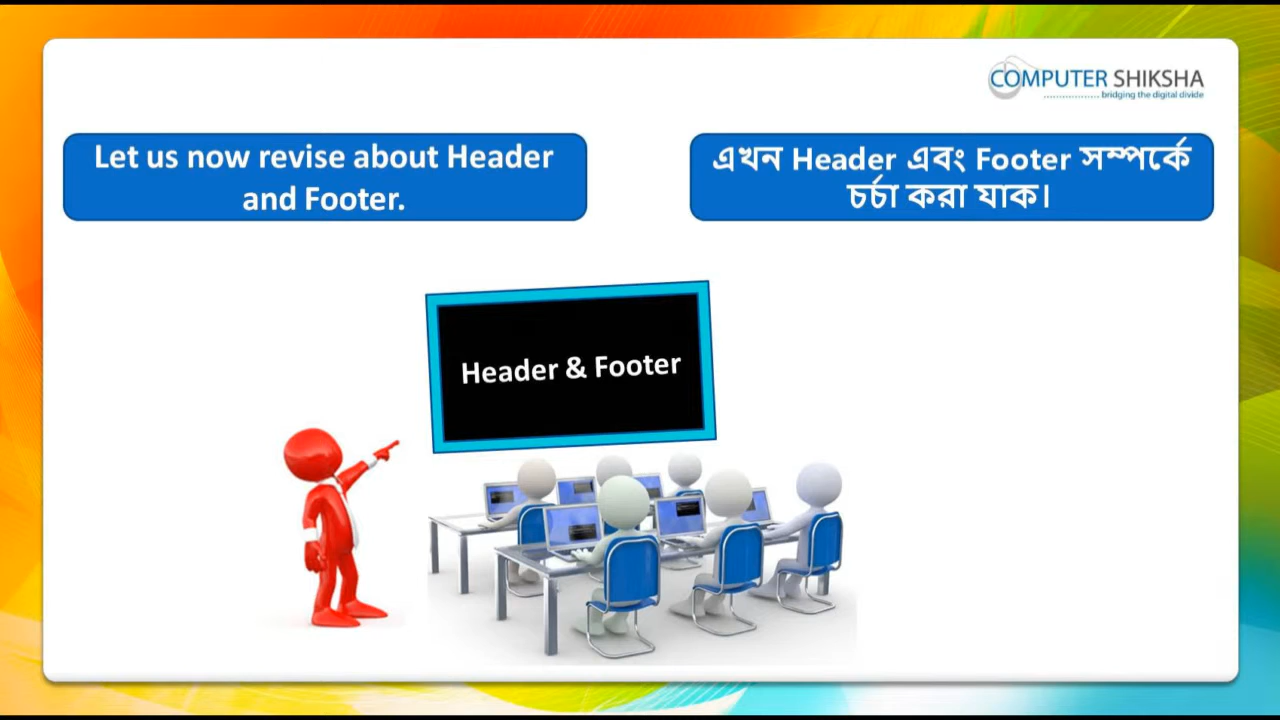 COMPUTER SHIKSHA
bridging the digital divide
Let us now revise about Header
and Footer.
এখন Header এবং Footer সম্পর্কে
চর্চা করা যাক।
Header & Footer